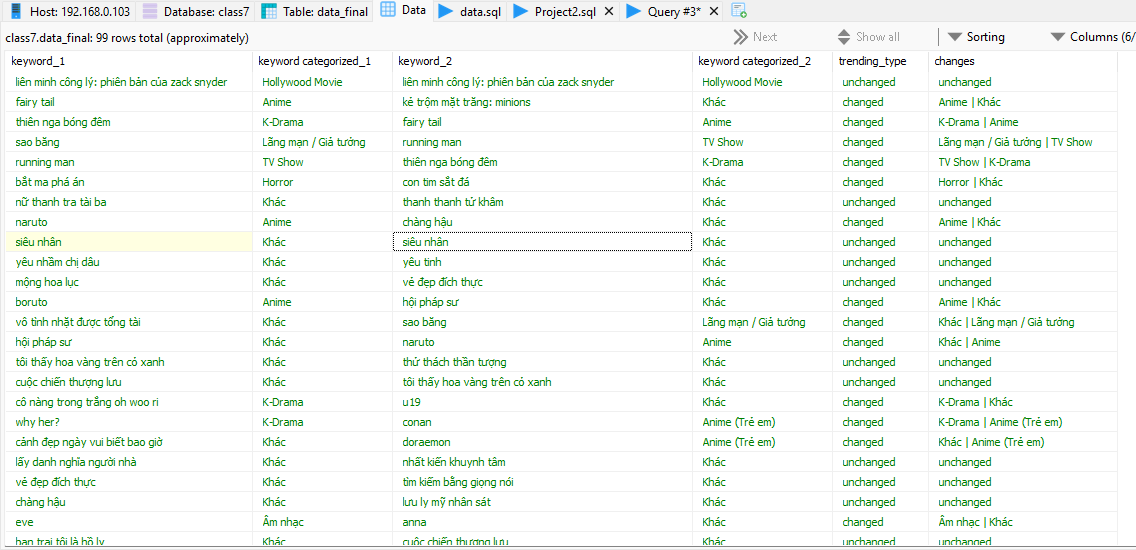 Host: 192.168.0.103 Database: class7 Table: data_final Data data.sql Project2.sql Query #3*
class7.data_final: 99 rows total (approximately) Next Show all Sorting Columns (6/
keyword_1 keyword categorized_1 keyword_2 keyword categorized_2 trending_type changes
liên minh công lý: phiên bản của zack snyder Hollywood Movie liên minh công lý: phiên bản của zack snyder Hollywood Movie unchanged unchanged
fairy tail Anime kẻ trộm mặt trăng: minions Khác changed Anime | Khác
thiên nga bóng đêm K-Drama fairy tail Anime changed K-Drama | Anime
sao băng Lãng mạn / Giả tưởng running man TV Show changed Lãng mạn / Giả tưởng | TV Show
running man TV Show thiên nga bóng đêm K-Drama changed TV Show | K-Drama
bắt ma phá án Horror con tim sắt đá Khác changed Horror | Khác
nữ thanh tra tài ba Khác thanh thanh tử khâm Khác unchanged unchanged
naruto Anime chàng hậu Khác changed Anime | Khác
siêu nhân Khác siêu nhân Khác unchanged unchanged
yêu nhầm chị dâu Khác yêu tinh Khác unchanged unchanged
mộng hoa lục Khác vẻ đẹp đích thực Khác unchanged unchanged
boruto Anime hội pháp sư Khác changed Anime | Khác
vô tình nhặt được tổng tài Khác sao băng Lãng mạn / Giả tưởng changed Khác | Lãng mạn / Giả tưởng
hội pháp sư Khác naruto Anime changed Khác | Anime
tôi thấy hoa vàng trên cỏ xanh Khác thử thách thần tượng Khác unchanged unchanged
cuộc chiến thượng lưu Khác tôi thấy hoa vàng trên cỏ xanh Khác unchanged unchanged
cô nàng trong trắng oh woo ri K-Drama u19 Khác changed K-Drama | Khác
why her? K-Drama conan Anime (Trẻ em) changed K-Drama | Anime (Trẻ em)
cảnh đẹp ngày vui biết bao giờ Khác doraemon Anime (Trẻ em) changed Khác | Anime (Trẻ em)
lấy danh nghĩa người nhà Khác nhất kiến khuynh tâm Khác unchanged unchanged
vẻ đẹp đích thực Khác tìm kiếm bằng giọng nói Khác unchanged unchanged
chàng hậu Khác lưu ly mỹ nhân sát Khác unchanged unchanged
eve Âm nhạc anna Khác changed Âm nhạc | Khác
bạn trai tôi là hồ ly Khác cuộc chiến thượng lưu Khác unchanged unchanged